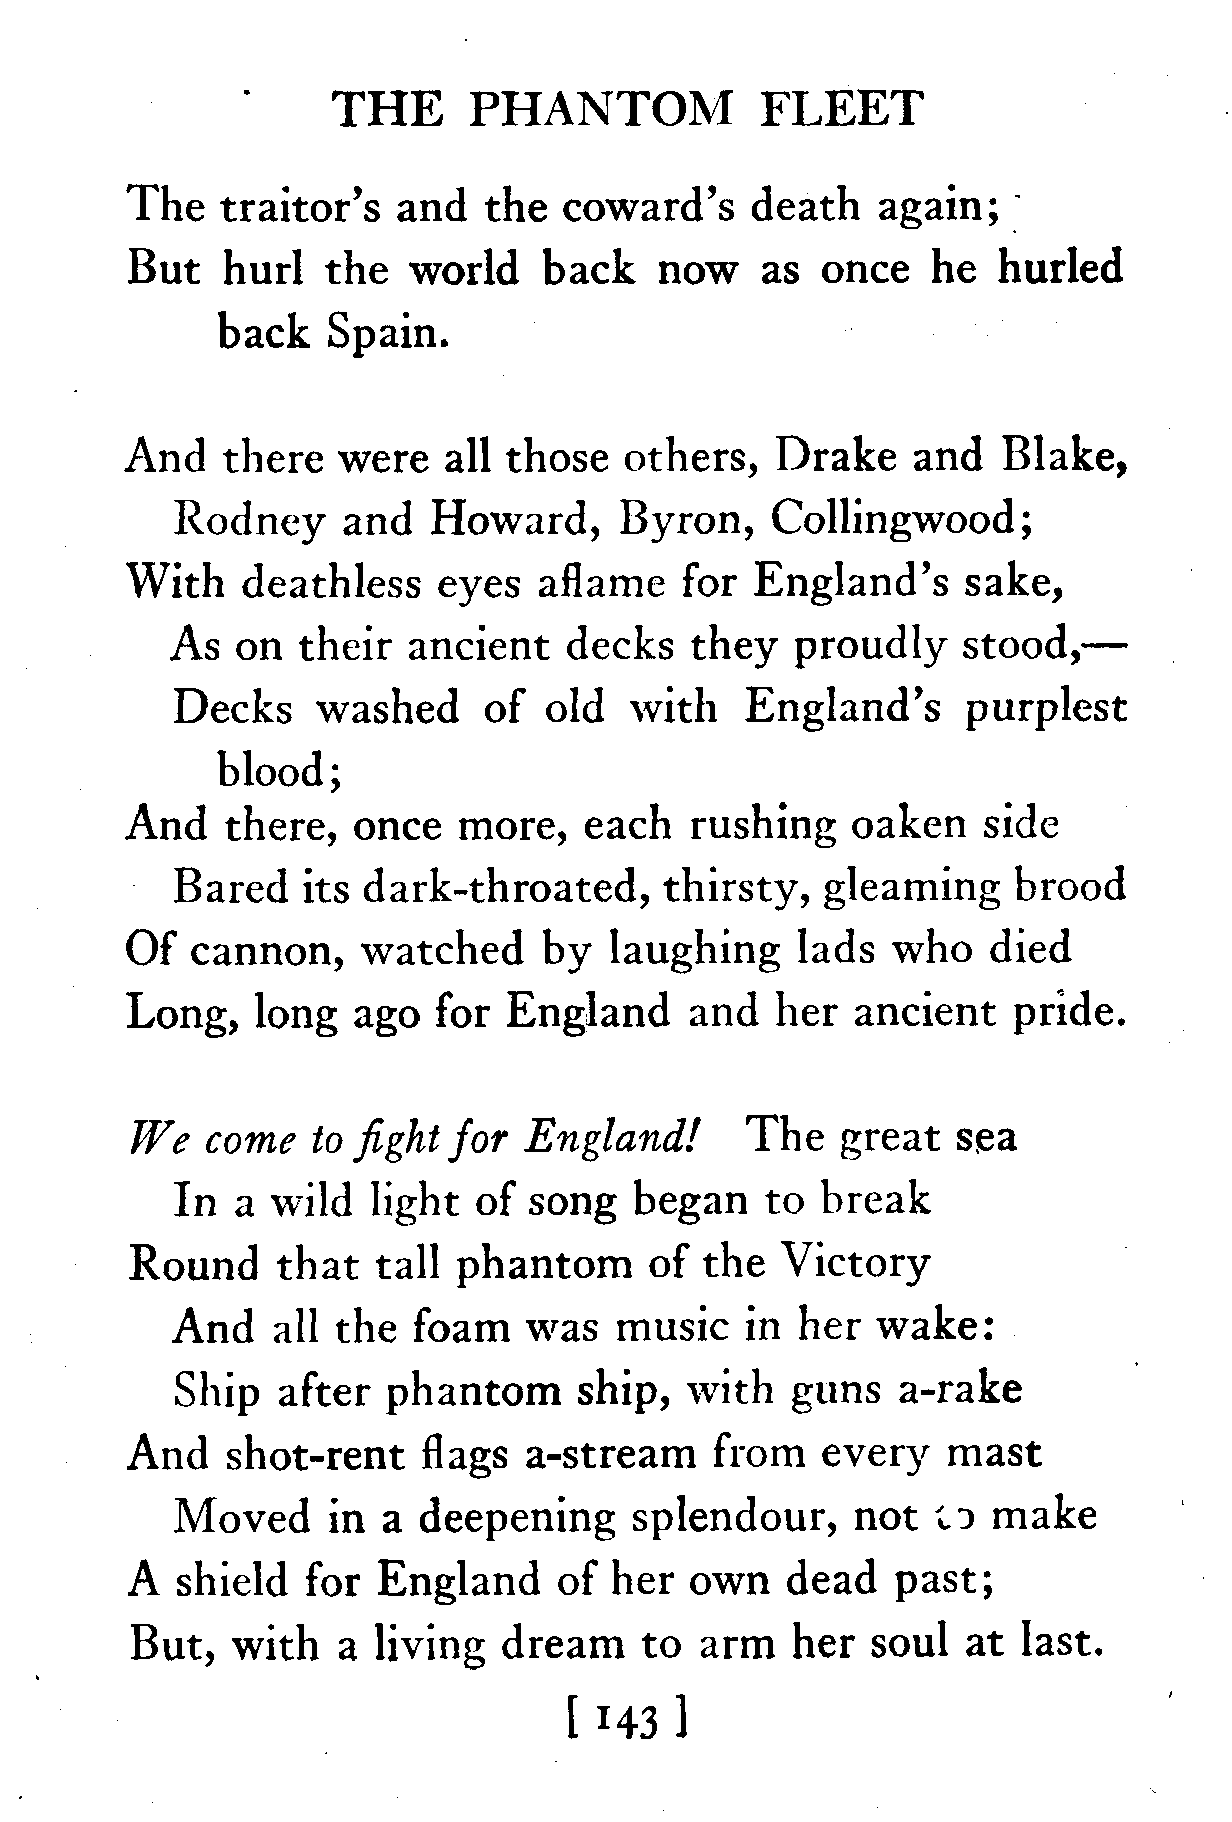 THE PHANTOM FLEET
The traitor's and the coward's death again;
But hurl the world back now as once he hurled
back Spain.
And there were all those others, Drake and Blake,
Rodney and Howard, Byron, Collingwood;
With deathless eyes aflame for England's sake,
As on their ancient decks they proudly stood,—
Decks washed of old with England's purplest
blood;
And there, once more, each rushing oaken side
Bared its dark-throated, thirsty, gleaming brood
Of cannon, watched by laughing lads who died
Long, long ago for England and her ancient pride.
We come to fight for England! The great sea
In a wild light of song began to break
Round that tall phantom of the Victory
And all the foam was music in her wake:
Ship after phantom ship, with guns a-rake
And shot-rent flags a-stream from every mast
Moved in a deepening splendour, not to make
A shield for England of her own dead past;
But, with a living dream to arm her soul at last.
[ 143 ]